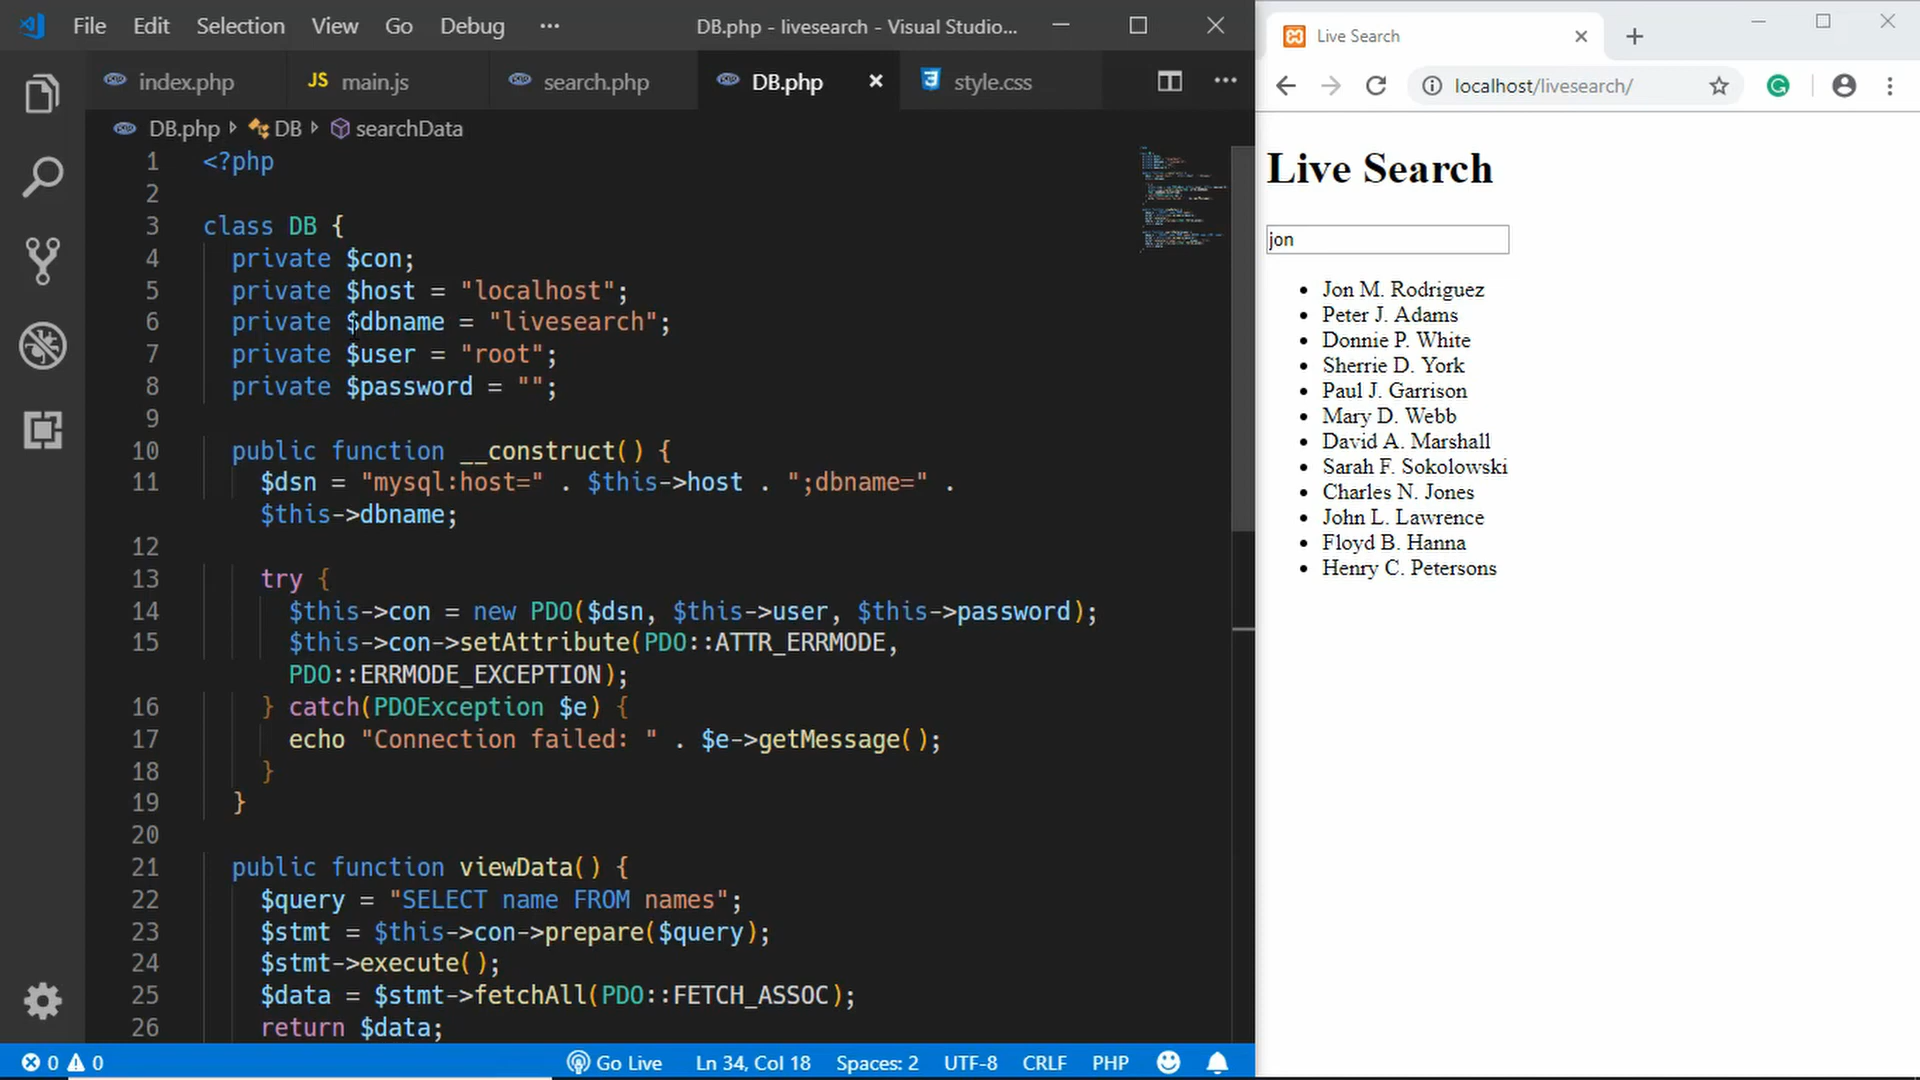 File Edit Selection View Go Debug ··· DB.php - livesearch - Visual Studio...
index.php JS main.js search.php DB.php style.css
DB.php DB searchData
1 <?php
2
3 class DB {
4 private $con;
5 private $host = "localhost";
6 private $dbname = "livesearch";
7 private $user = "root";
8 private $password = "";
9
10 public function __construct() {
11 $dsn = "mysql:host=" . $this->host . ";dbname=" .
$this->dbname;
12
13 try {
14 $this->con = new PDO($dsn, $this->user, $this->password);
15 $this->con->setAttribute(PDO::ATTR_ERRMODE,
PDO::ERRMODE_EXCEPTION);
16 } catch(PDOException $e) {
17 echo "Connection failed: " . $e->getMessage();
18 }
19 }
20
21 public function viewData() {
22 $query = "SELECT name FROM names";
23 $stmt = $this->con->prepare($query);
24 $stmt->execute();
25 $data = $stmt->fetchAll(PDO::FETCH_ASSOC);
26 return $data;
0 0 Go Live Ln 34, Col 18 Spaces: 2 UTF-8 CRLF PHP
Live Search
localhost/livesearch/
Live Search
jon
Jon M. Rodriguez
Peter J. Adams
Donnie P. White
Sherrie D. York
Paul J. Garrison
Mary D. Webb
David A. Marshall
Sarah F. Sokolowski
Charles N. Jones
John L. Lawrence
Floyd B. Hanna
Henry C. Petersons